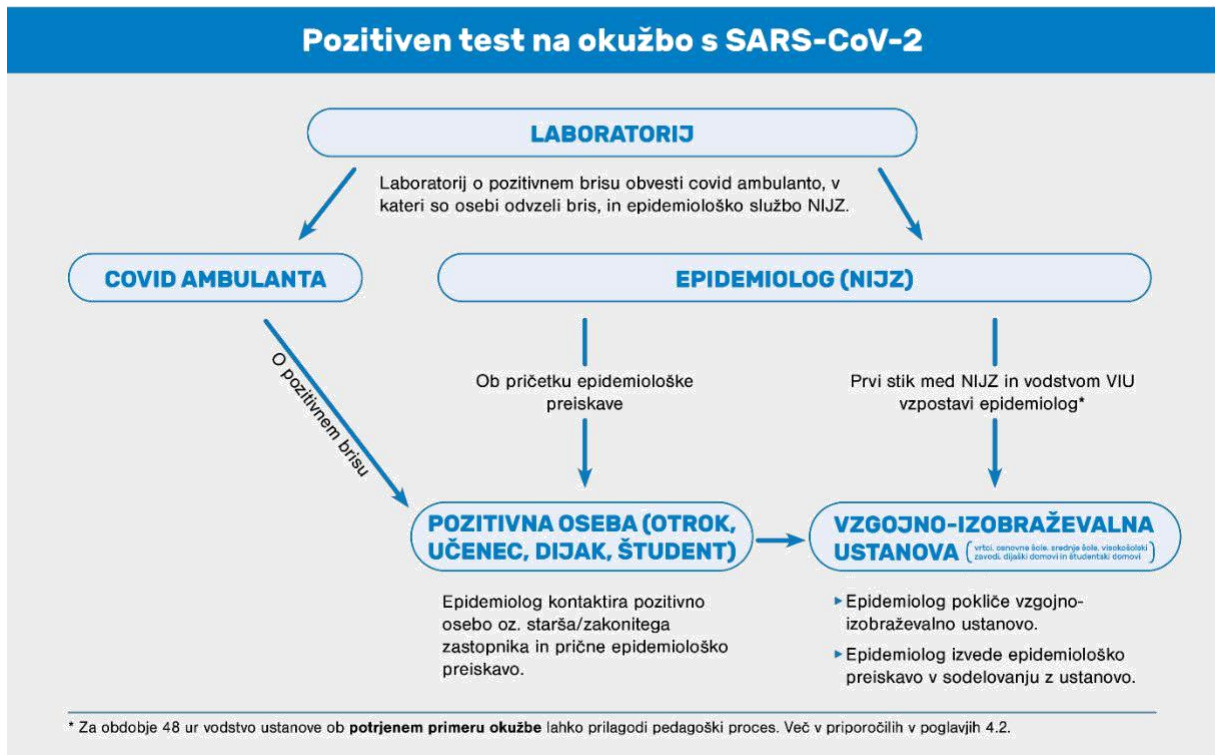 Pozitiven test na okužbo s SARS-CoV-2
LABORATORIJ
Laboratorij o pozitivnem brisu obvesti covid ambulanto, v
kateri so osebi odvzeli bris, in epidemiološko službo NIJZ.
COVID AMBULANTA
EPIDEMIOLOG (NIJZ)
O pozitivnem brisu
Ob pričetku epidemiološke
preiskave
Prvi stik med NIJZ in vodstvom VIU
vzpostavi epidemiolog*
POZITIVNA OSEBA (OTROK,
UČENEC, DIJAK, ŠTUDENT)
VZGOJNO-IZOBRAŽEVALNA
USTANOVA (vrtci, osnovne šole, srednje šole, visokošolski
zavodi, dijaški domovi in študentski domovi)
Epidemiolog kontaktira pozitivno
osebo oz. starša/zakonitega
zastopnika in prične epidemiološko
preiskavo.
▸ Epidemiolog pokliče vzgojno-
izobraževalno ustanovo.
▸ Epidemiolog izvede epidemiološko
preiskavo v sodelovanju z ustanovo.
* Za obdobje 48 ur vodstvo ustanove ob potrjenem primeru okužbe lahko prilagodi pedagoški proces. Več v priporočilih v poglavjih 4.2.